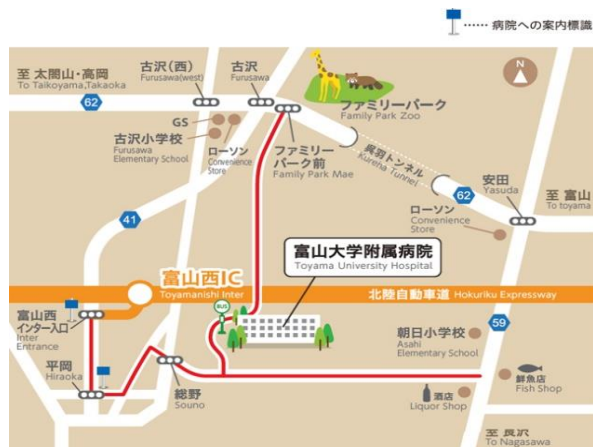 …… 病院への案内標識
至 太閤山・高岡
To Taikoyama,Takaoka
62
古沢(西)
Furusawa(west)
古沢
Furusawa
N
ファミリーパーク
Family Park Zoo
GS
古沢小学校
Furusawa
Elementary School
ローソン
Convenience
Store
ファミリー
パーク前
Family Park Mae
呉羽トンネル
Kureha Tunnel
62
安田
Yasuda
至 富山
To toyama
ローソン
Convenience
Store
41
富山大学附属病院
Toyama University Hospital
富山西IC
Toyamanishi Inter
北陸自動車道 Hokuriku Expressway
BUS
富山西
インター入口
Inter
Entrance
59
朝日小学校
Asahi
Elementary School
平岡
Hiraoka
総野
Souno
鮮魚店
Fish Shop
酒店
Liquor Shop
至 長沢
To Nagasawa